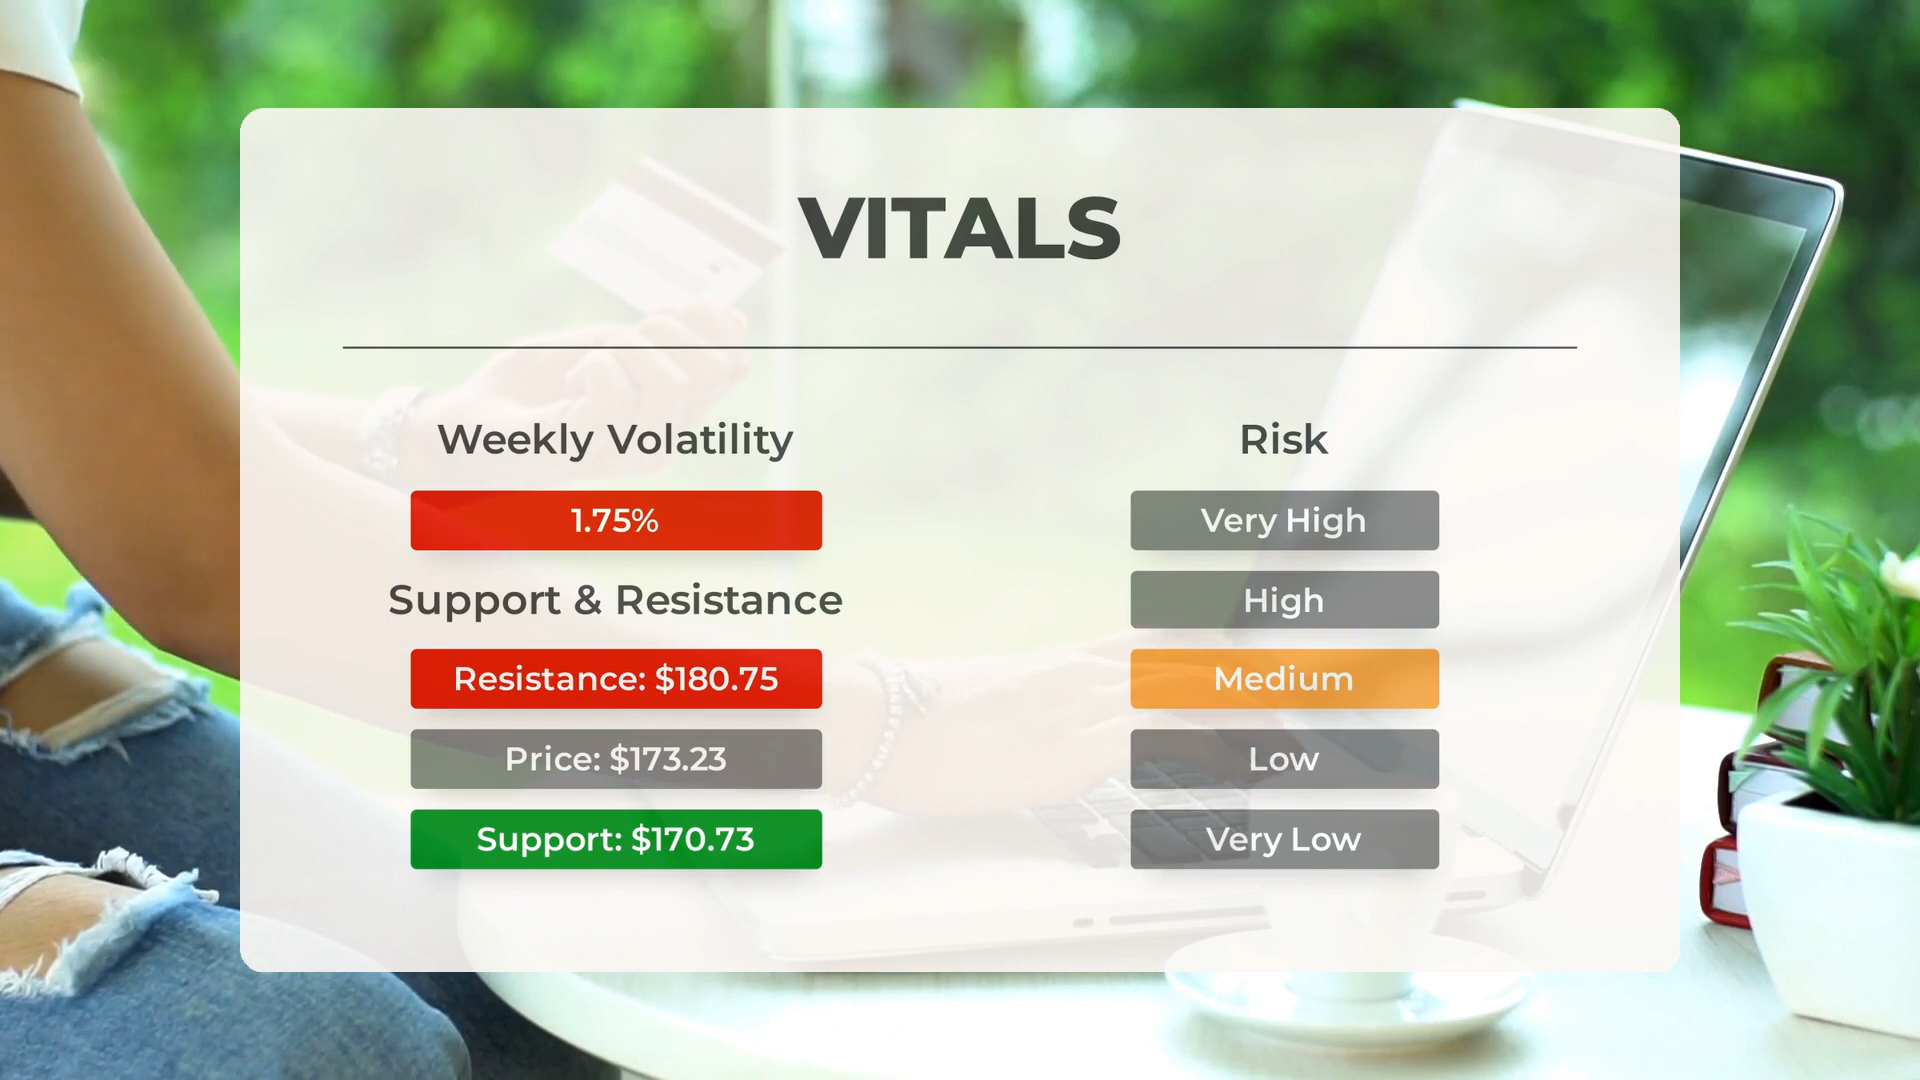 VITALS
Weekly Volatility
1.75%
Support & Resistance
Resistance: $180.75
Price: $173.23
Support: $170.73
Risk
Very High
High
Medium
Low
Very Low